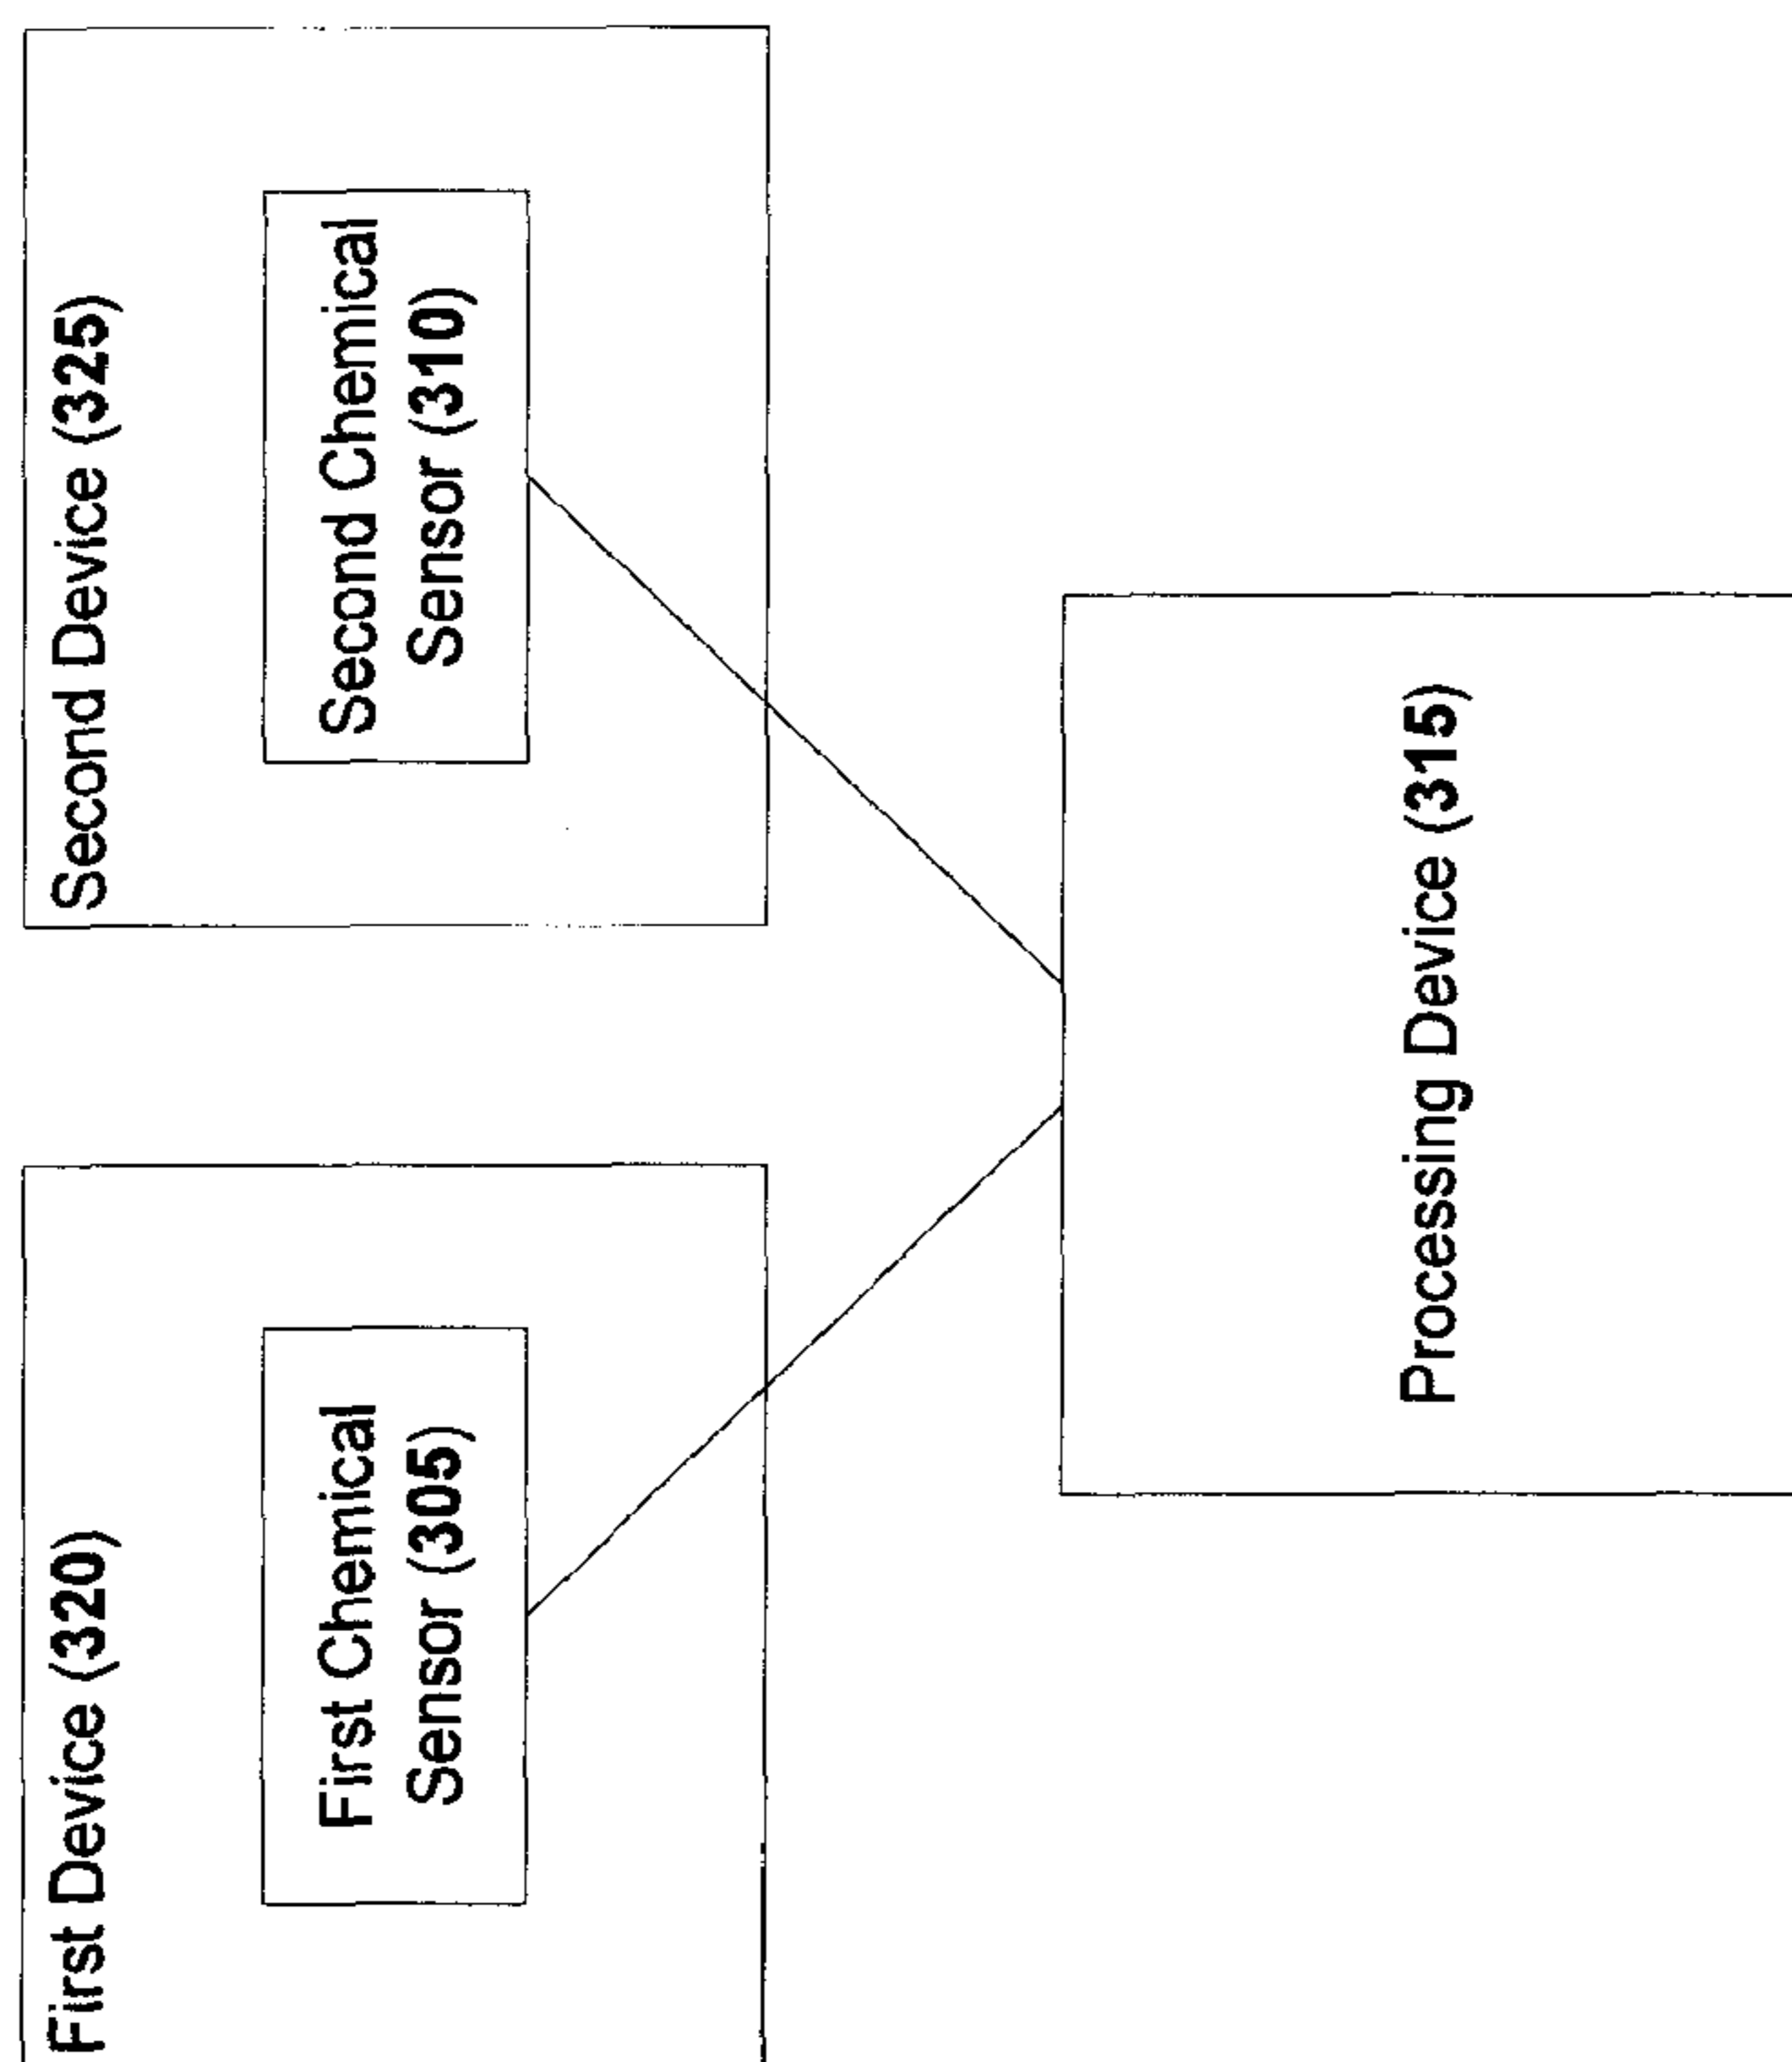 First Device (320)
First Chemical
Sensor (305)
Second Device (325)
Second Chemical
Sensor (310)
Processing Device (315)